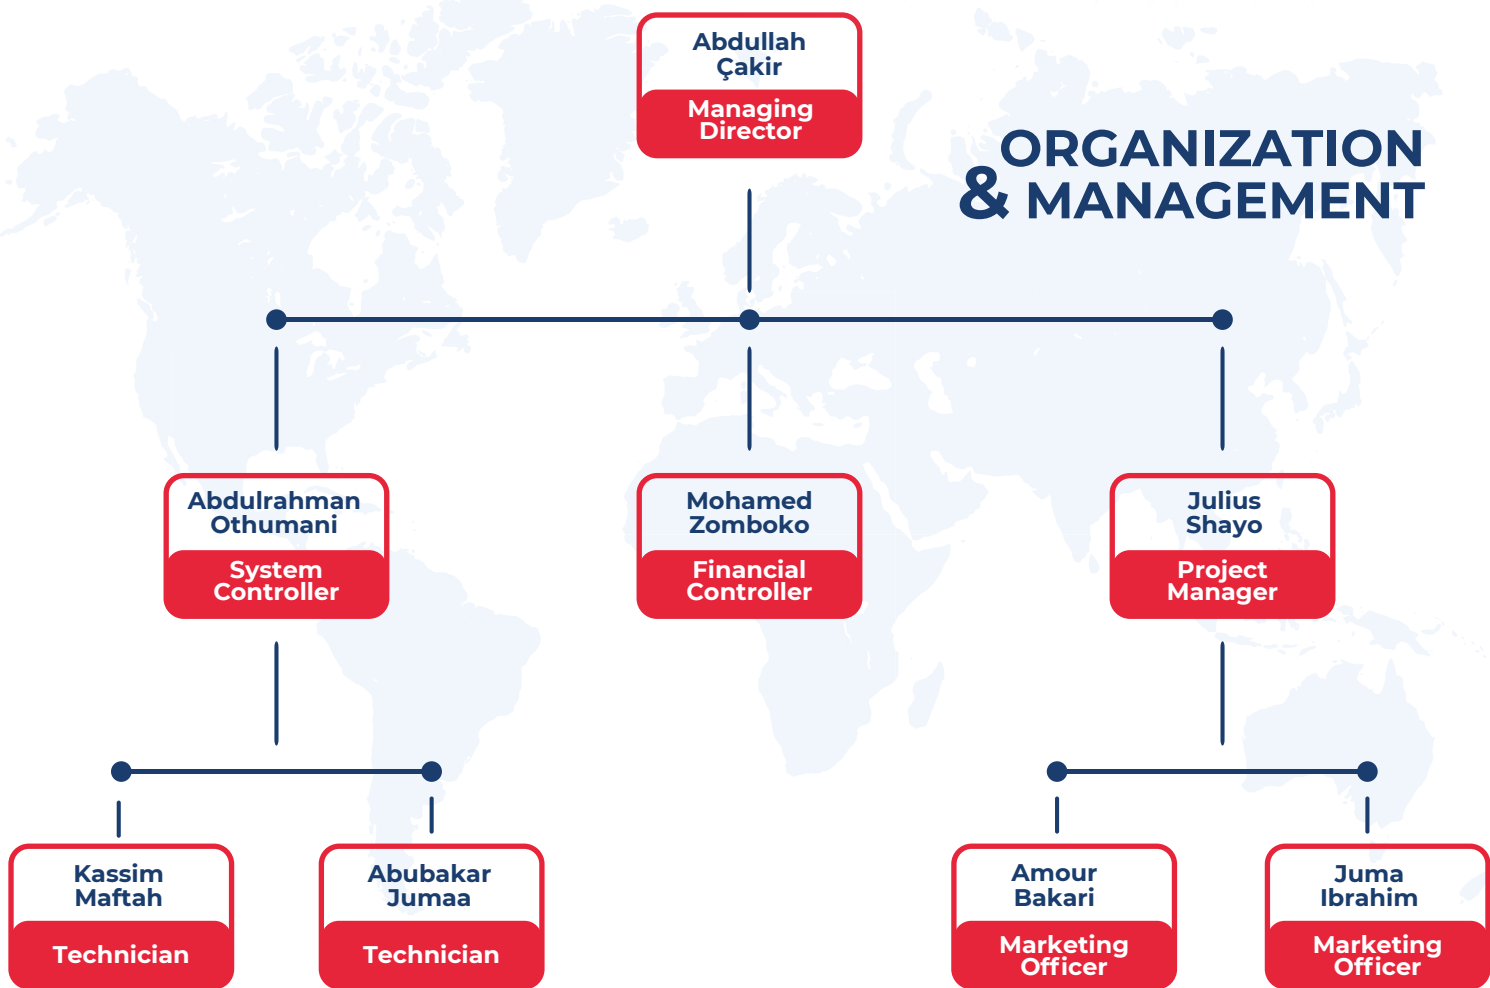 Abdullah
Çakir
Managing
Director
ORGANIZATION
& MANAGEMENT
Abdulrahman
Othumani
System
Controller
Mohamed
Zomboko
Financial
Controller
Julius
Shayo
Project
Manager
Kassim
Maftah
Technician
Abubakar
Jumaa
Technician
Amour
Bakari
Marketing
Officer
Juma
Ibrahim
Marketing
Officer